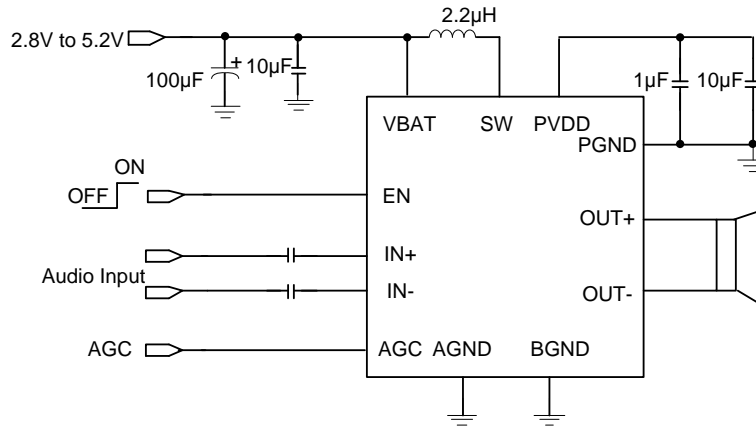 2.2µH
2.8V to 5.2V
100µF
+
10µF
1µF
10µF
VBAT
SW
PVDD
PGND
ON
OFF
EN
OUT+
IN+
Audio Input
IN-
OUT-
AGC
AGC
AGND
BGND